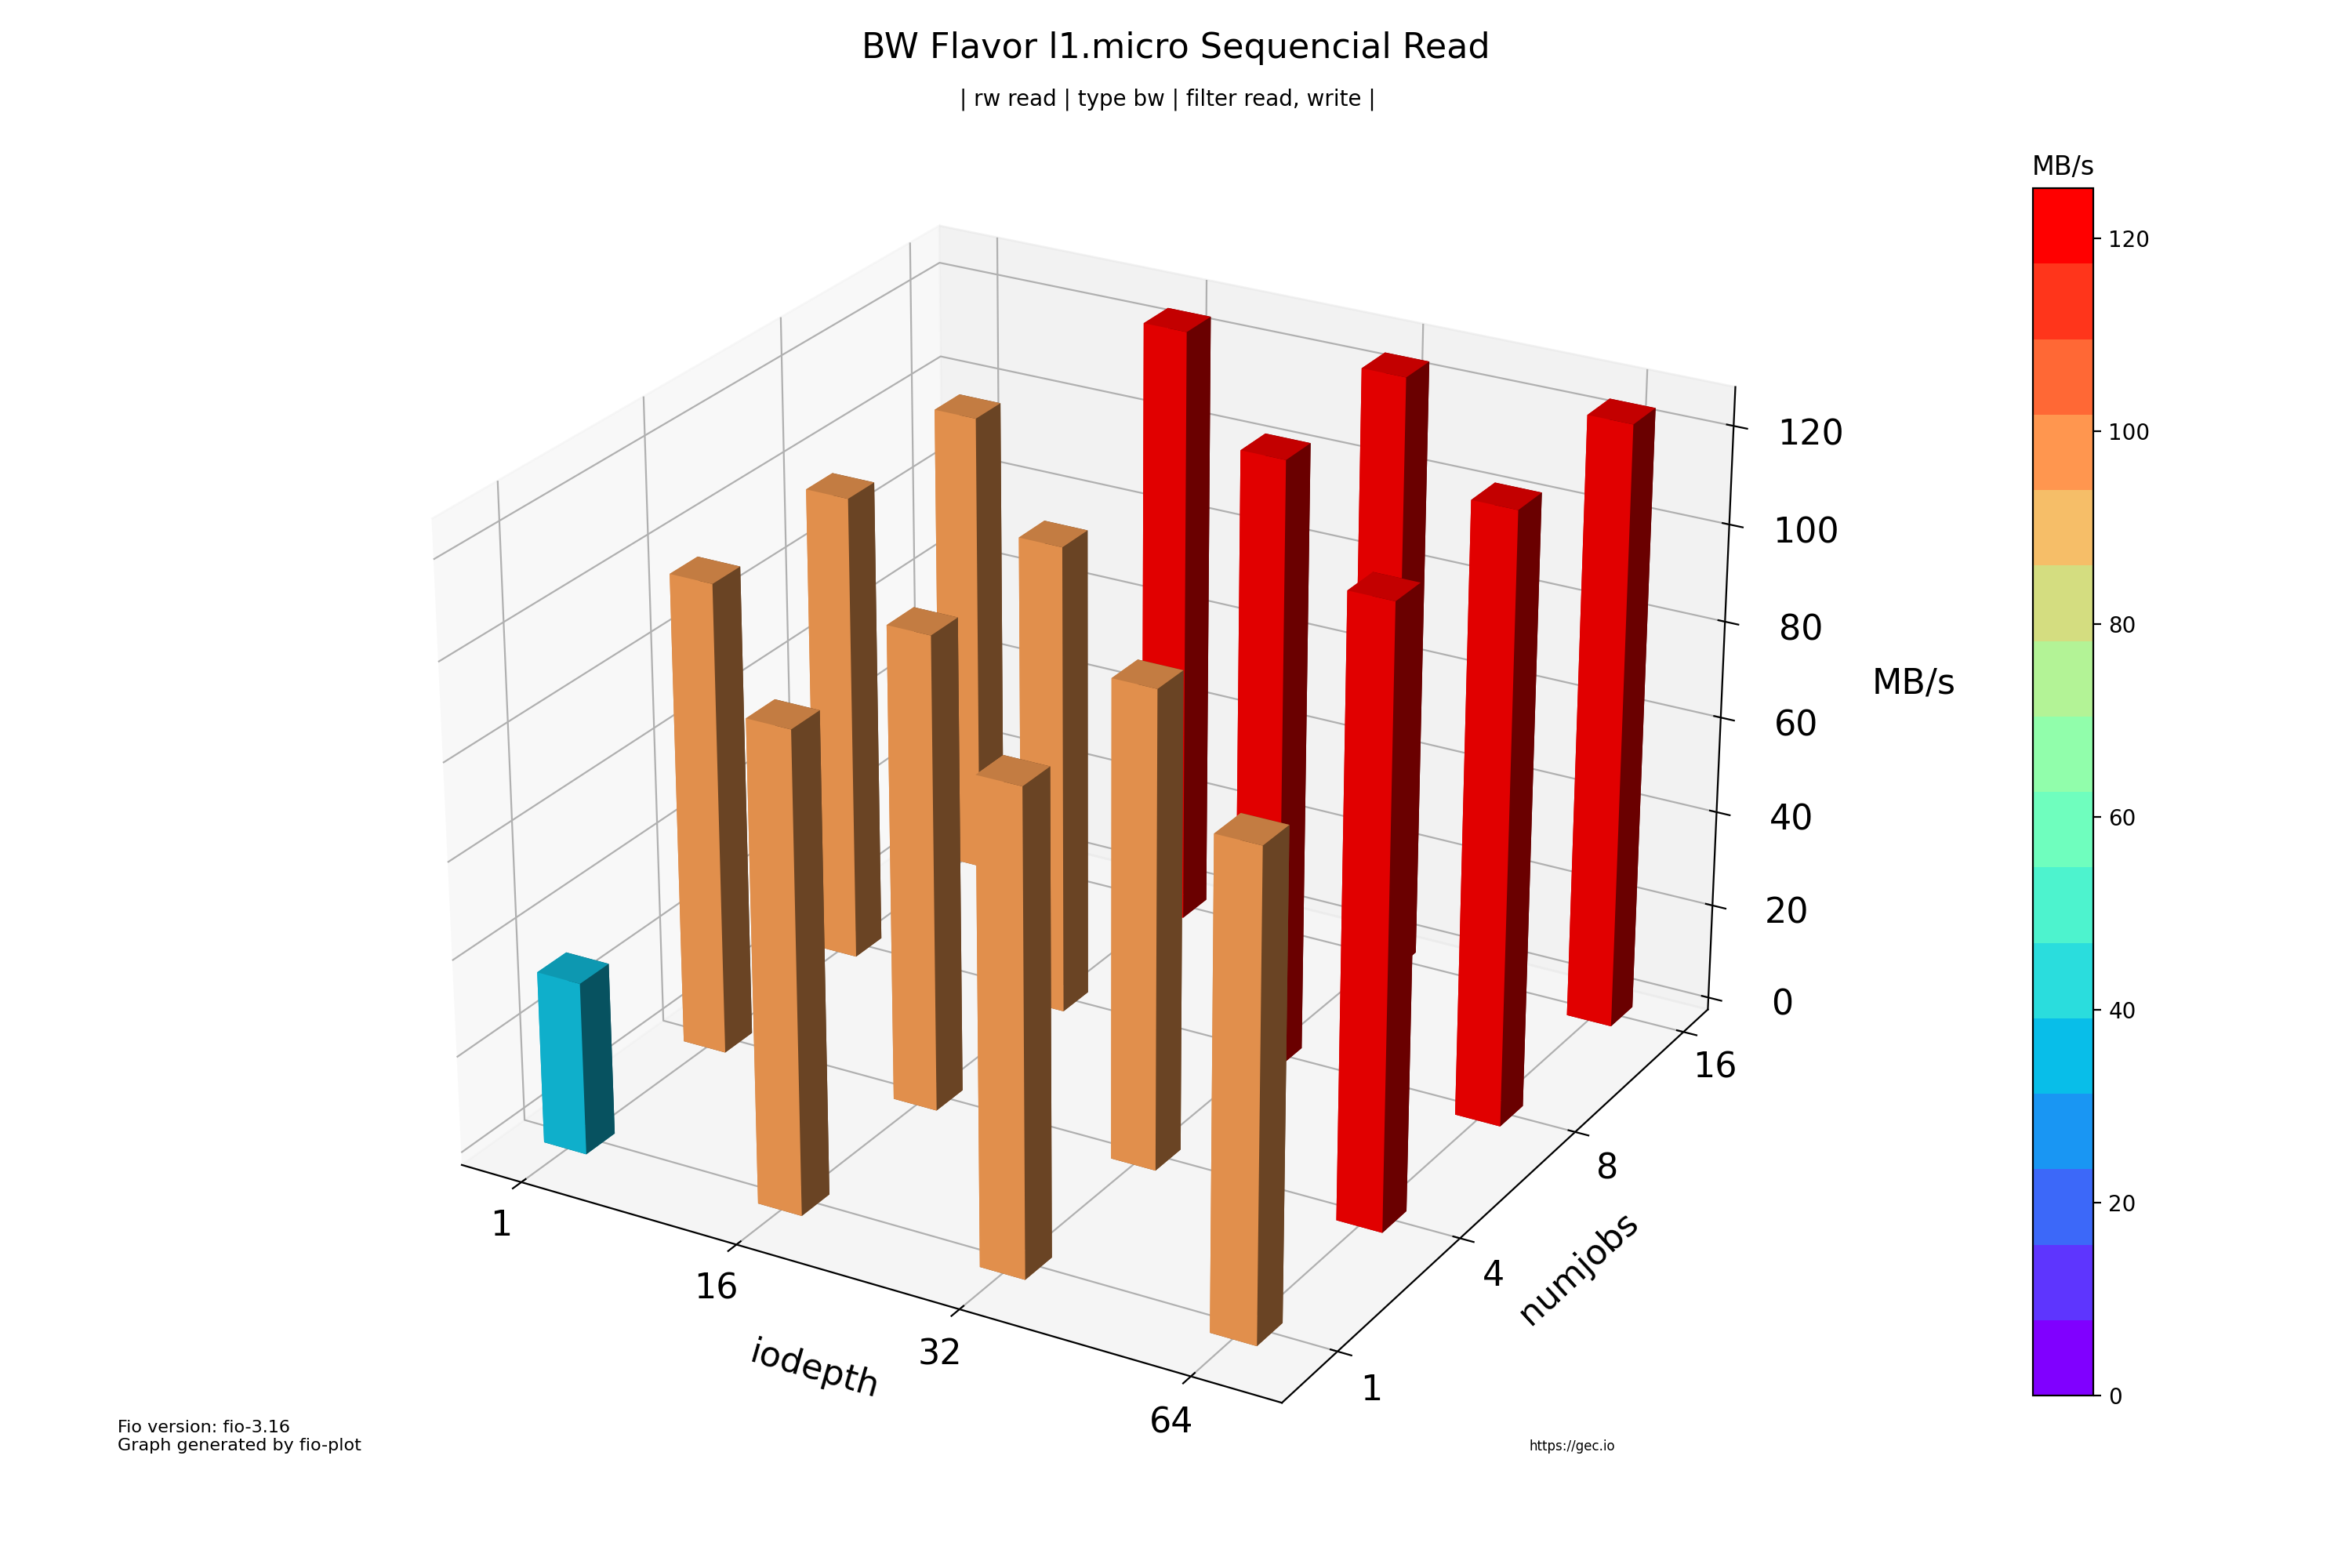 BW Flavor l1.micro Sequencial Read
| rw read | type bw | filter read, write |
MB/s
120
100
80
60
40
20
0
120
100
80
60
40
20
0
MB/s
1
16
32
64
iodepth
1
4
8
16
numjobs
Fio version: fio-3.16
Graph generated by fio-plot
https://gec.io